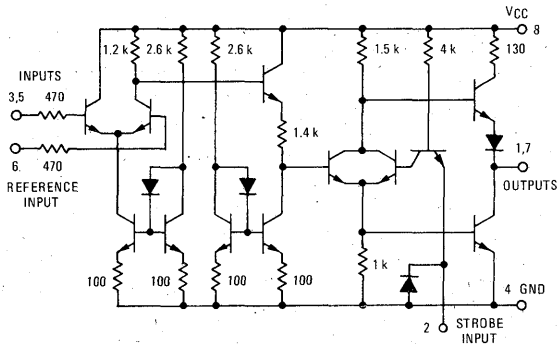 VCC
8
1.2 k 2.6 k 2.6 k 1.5 k 4 k 130
INPUTS
3,5 470
1.4 k
6. 470
REFERENCE
INPUT
1,7
OUTPUTS
100 100 100 100
1 k
4 GND
2 STROBE
INPUT